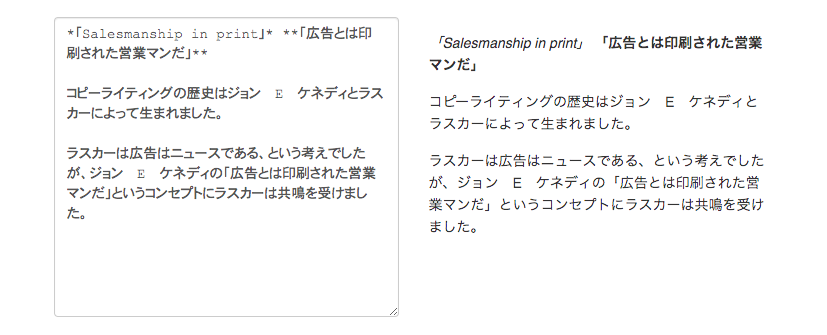 *「Salesmanship in print」* **「広告とは印
刷された営業マンだ」**
コピーライティングの歴史はジョン　E　ケネディとラス
カーによって生まれました。
ラスカーは広告はニュースである、という考えでした
が、ジョン　E　ケネディの「広告とは印刷された営業
マンだ」というコンセプトにラスカーは共鳴を受けまし
た。
「Salesmanship in print」 「広告とは印刷された営業
マンだ」
コピーライティングの歴史はジョン　E　ケネディと
ラスカーによって生まれました。
ラスカーは広告はニュースである、という考えでした
が、ジョン　E　ケネディの「広告とは印刷された営
業マンだ」というコンセプトにラスカーは共鳴を受け
ました。